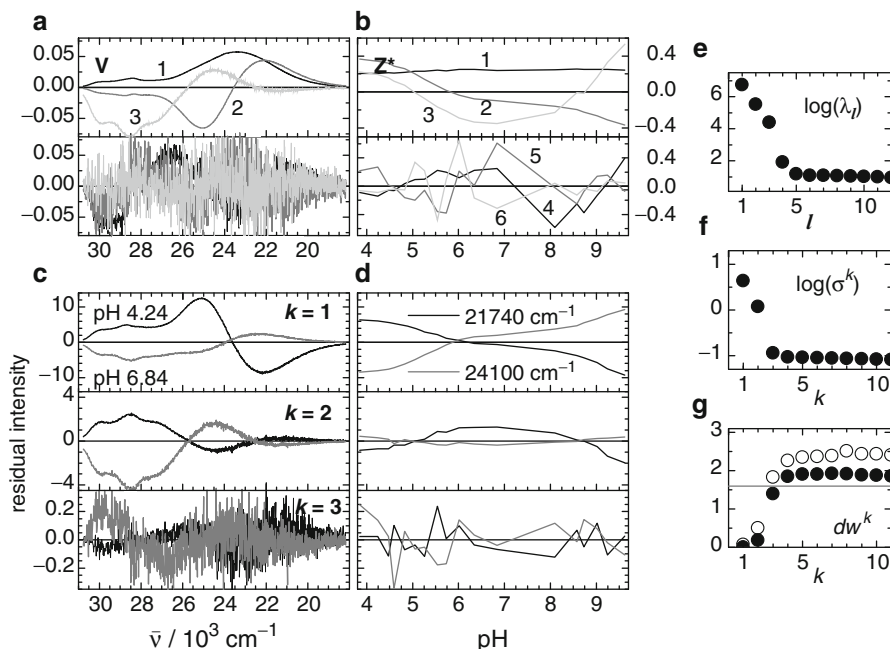 a
b
V
1
2
3
0.05
0.00
−0.05
0.05
0.00
−0.05
30 28 26 24 22 20
Z*
1
2
3
0.4
0.0
−0.4
5
4
6
0.4
0.0
−0.4
4 5 6 7 8 9
c
d
residual intensity
pH 4.24
k = 1
pH 6.84
10
0
−10
k = 2
4
0
−4
k = 3
0.2
0.0
−0.2
30 28 26 24 22 20
ν̄ / 10³ cm⁻¹
21740 cm⁻¹
24100 cm⁻¹
4 5 6 7 8 9
pH
e
log(λl)
6
4
2
1 5 10
l
f
log(σᵏ)
1
0
−1
1 5 10
k
g
3
2
1
0
dwᵏ
1 5 10
k